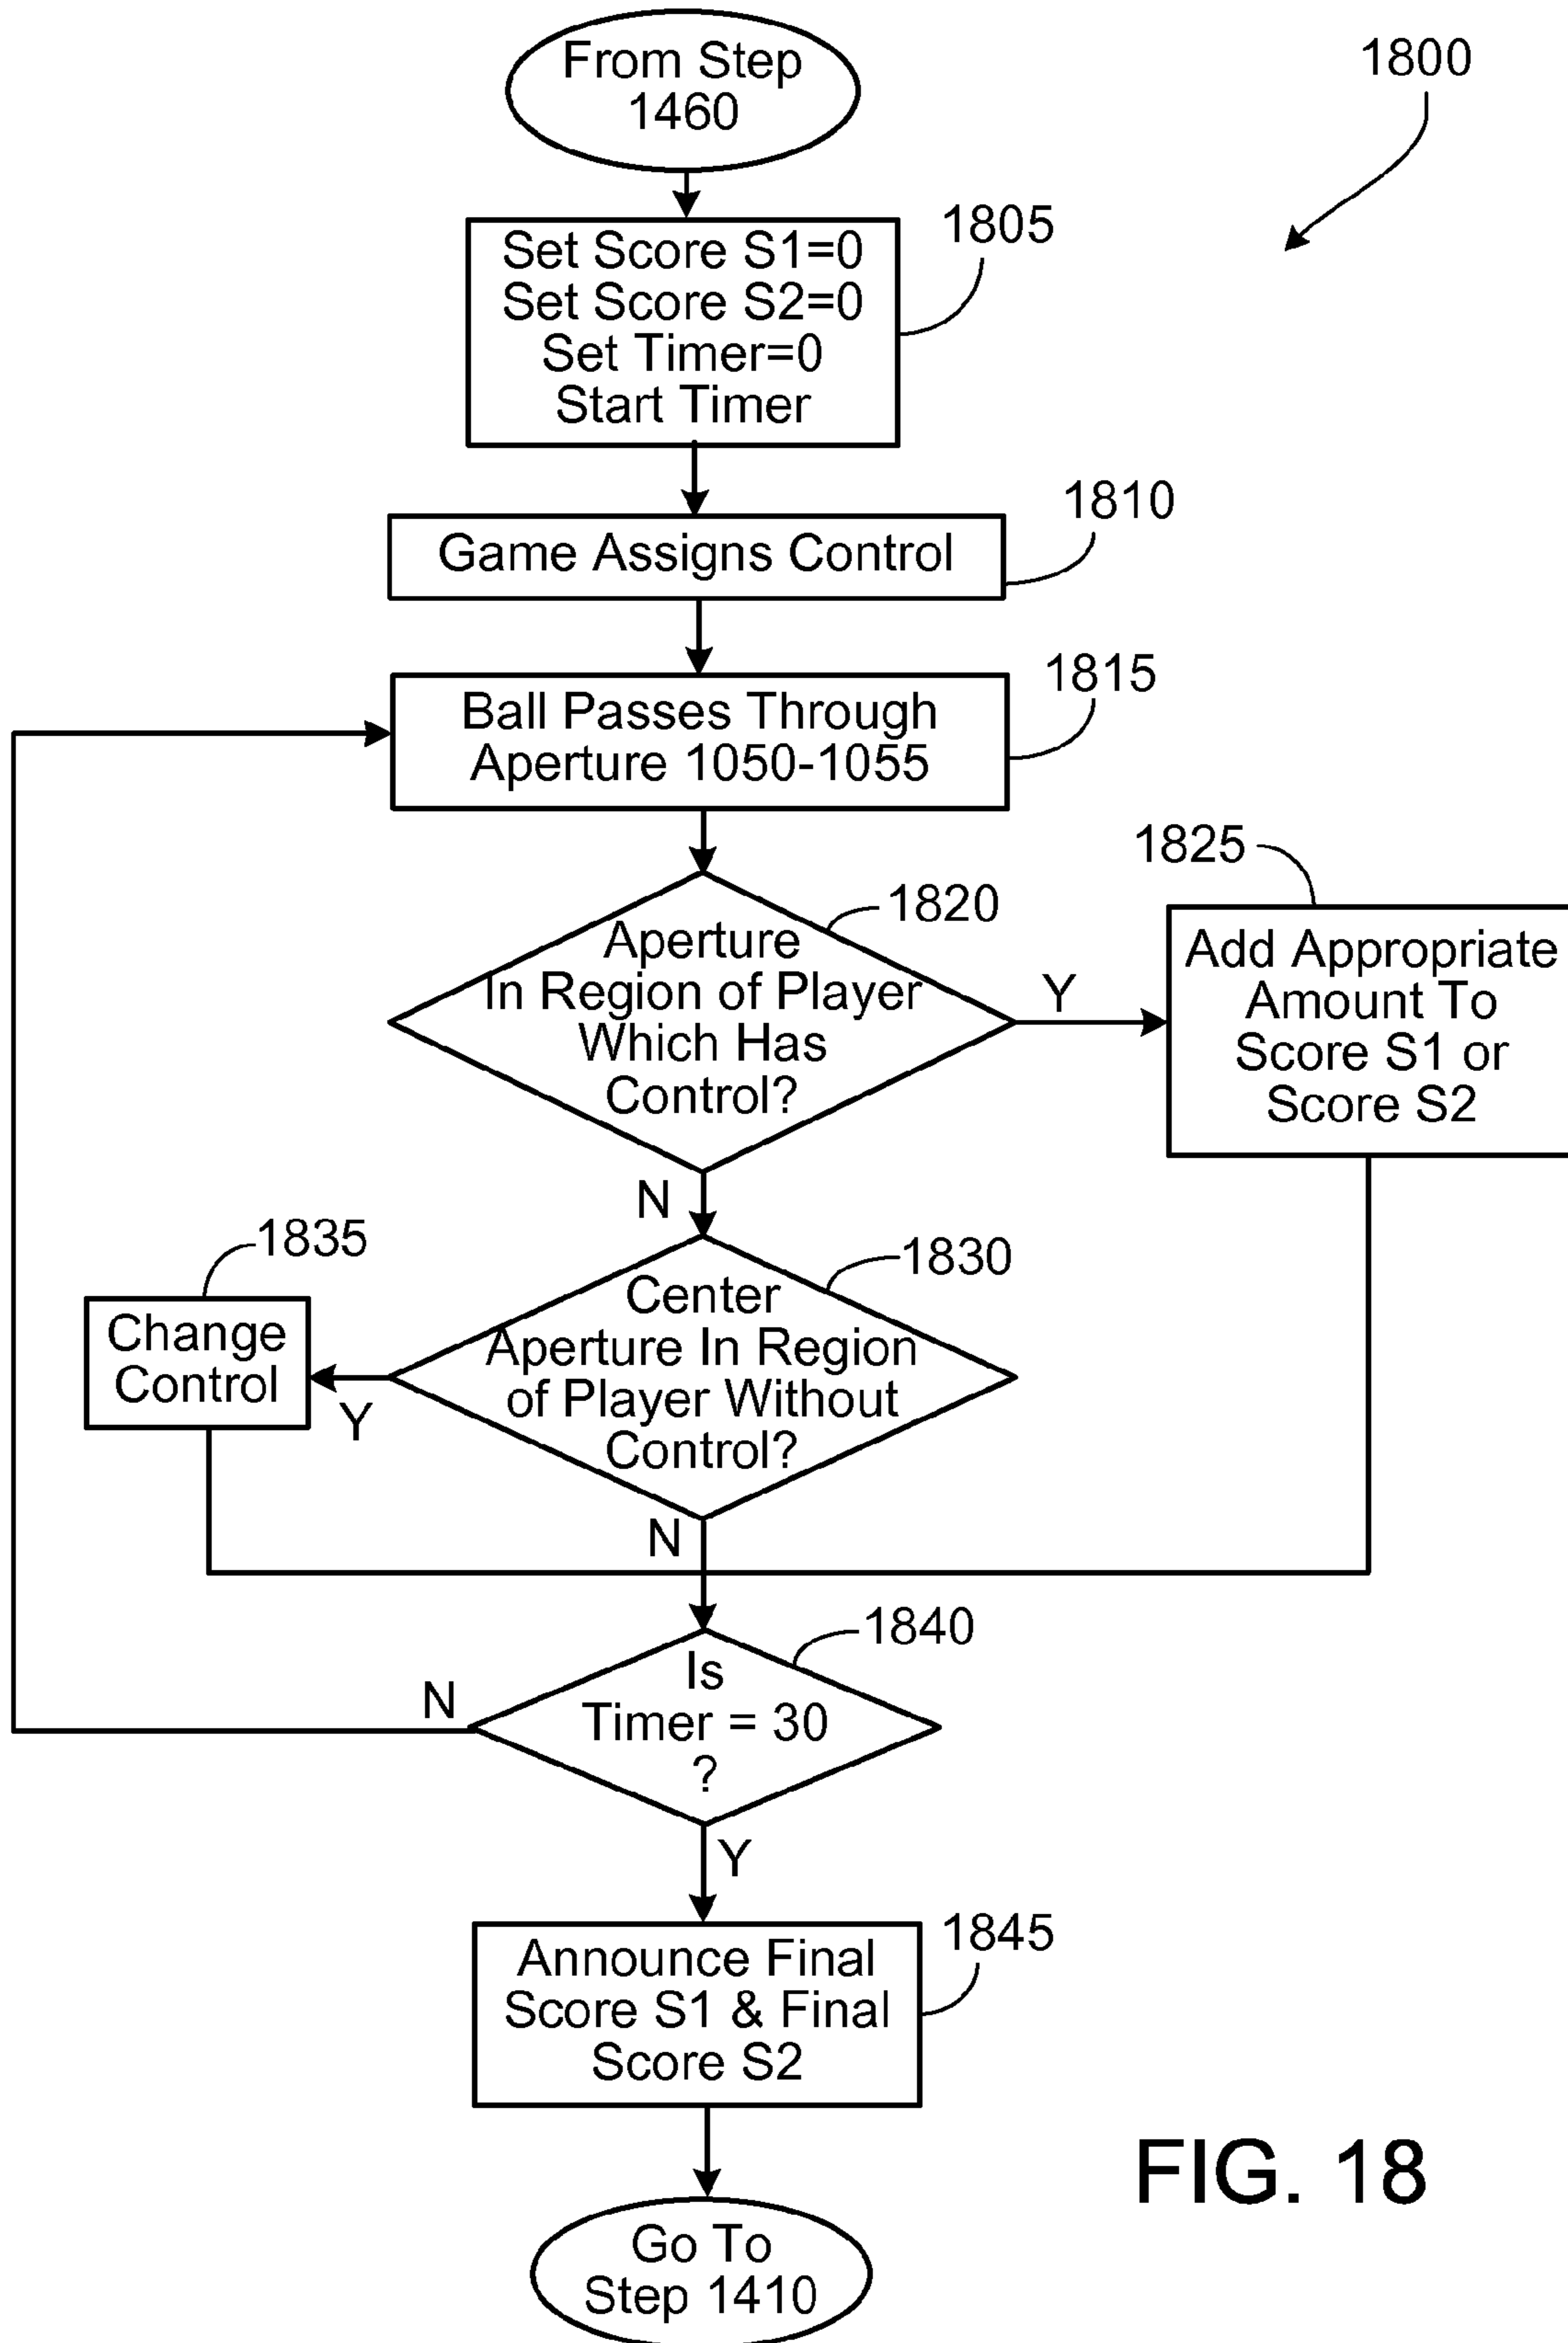 From Step
1460
1800
1805
Set Score S1=0
Set Score S2=0
Set Timer=0
Start Timer
1810
Game Assigns Control
1815
Ball Passes Through
Aperture 1050-1055
1820
Aperture
In Region of Player
Which Has
Control?
Y
1825
Add Appropriate
Amount To
Score S1 or
Score S2
N
1835
Change
Control
Y
1830
Center
Aperture In Region
of Player Without
Control?
N
1840
Is
Timer = 30
?
N
Y
1845
Announce Final
Score S1 & Final
Score S2
Go To
Step 1410
FIG. 18